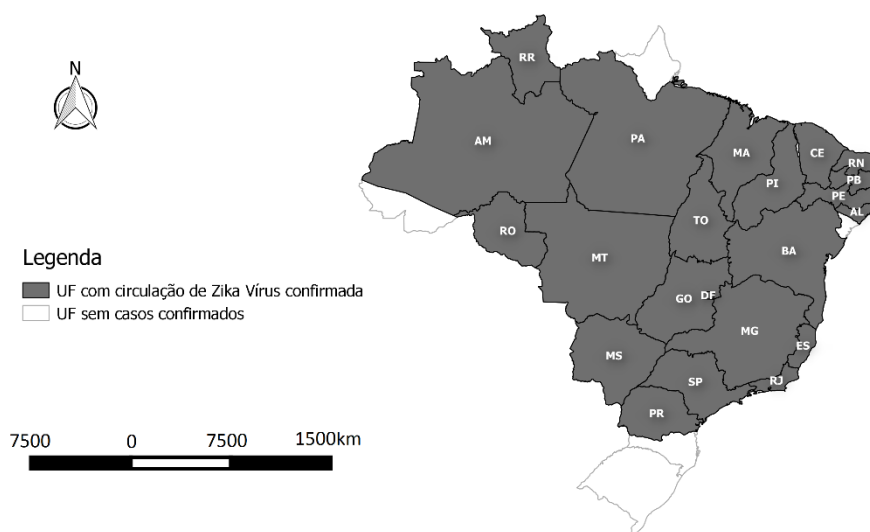 N
RR
AM
PA
MA
CE
RN
PB
PI
PE
AL
TO
RO
BA
MT
GO
DF
MG
ES
MS
SP
RJ
PR
Legenda
UF com circulação de Zika Vírus confirmada
UF sem casos confirmados
7500 0 7500 1500km